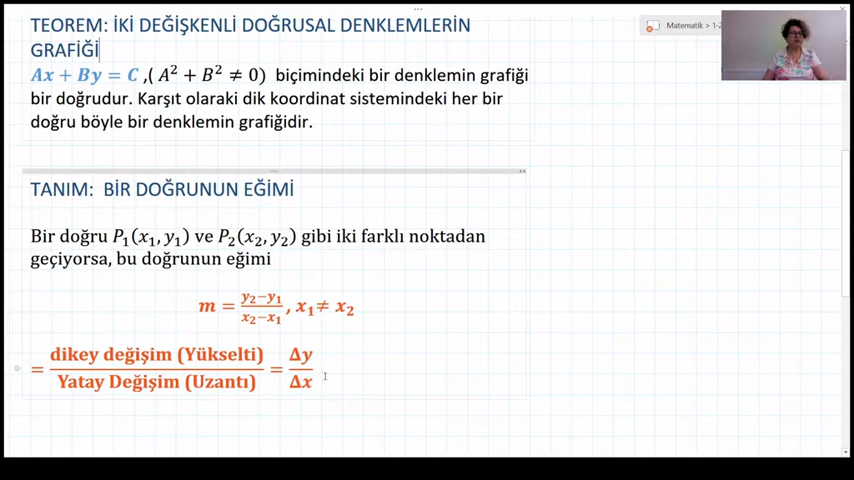 TEOREM: İKİ DEĞİŞKENLİ DOĞRUSAL DENKLEMLERİN
GRAFİĞİ
Ax + By = C ,( A² + B² ≠ 0) biçimindeki bir denklemin grafiği
bir doğrudur. Karşıt olaraki dik koordinat sistemindeki her bir
doğru böyle bir denklemin grafiğidir.
Matematik > 1-2
TANIM: BİR DOĞRUNUN EĞİMİ
Bir doğru P₁(x₁, y₁) ve P₂(x₂, y₂) gibi iki farklı noktadan
geçiyorsa, bu doğrunun eğimi
m = (y₂−y₁)/(x₂−x₁) , x₁ ≠ x₂
= dikey değişim (Yükselti)/Yatay Değişim (Uzantı) = Δy/Δx